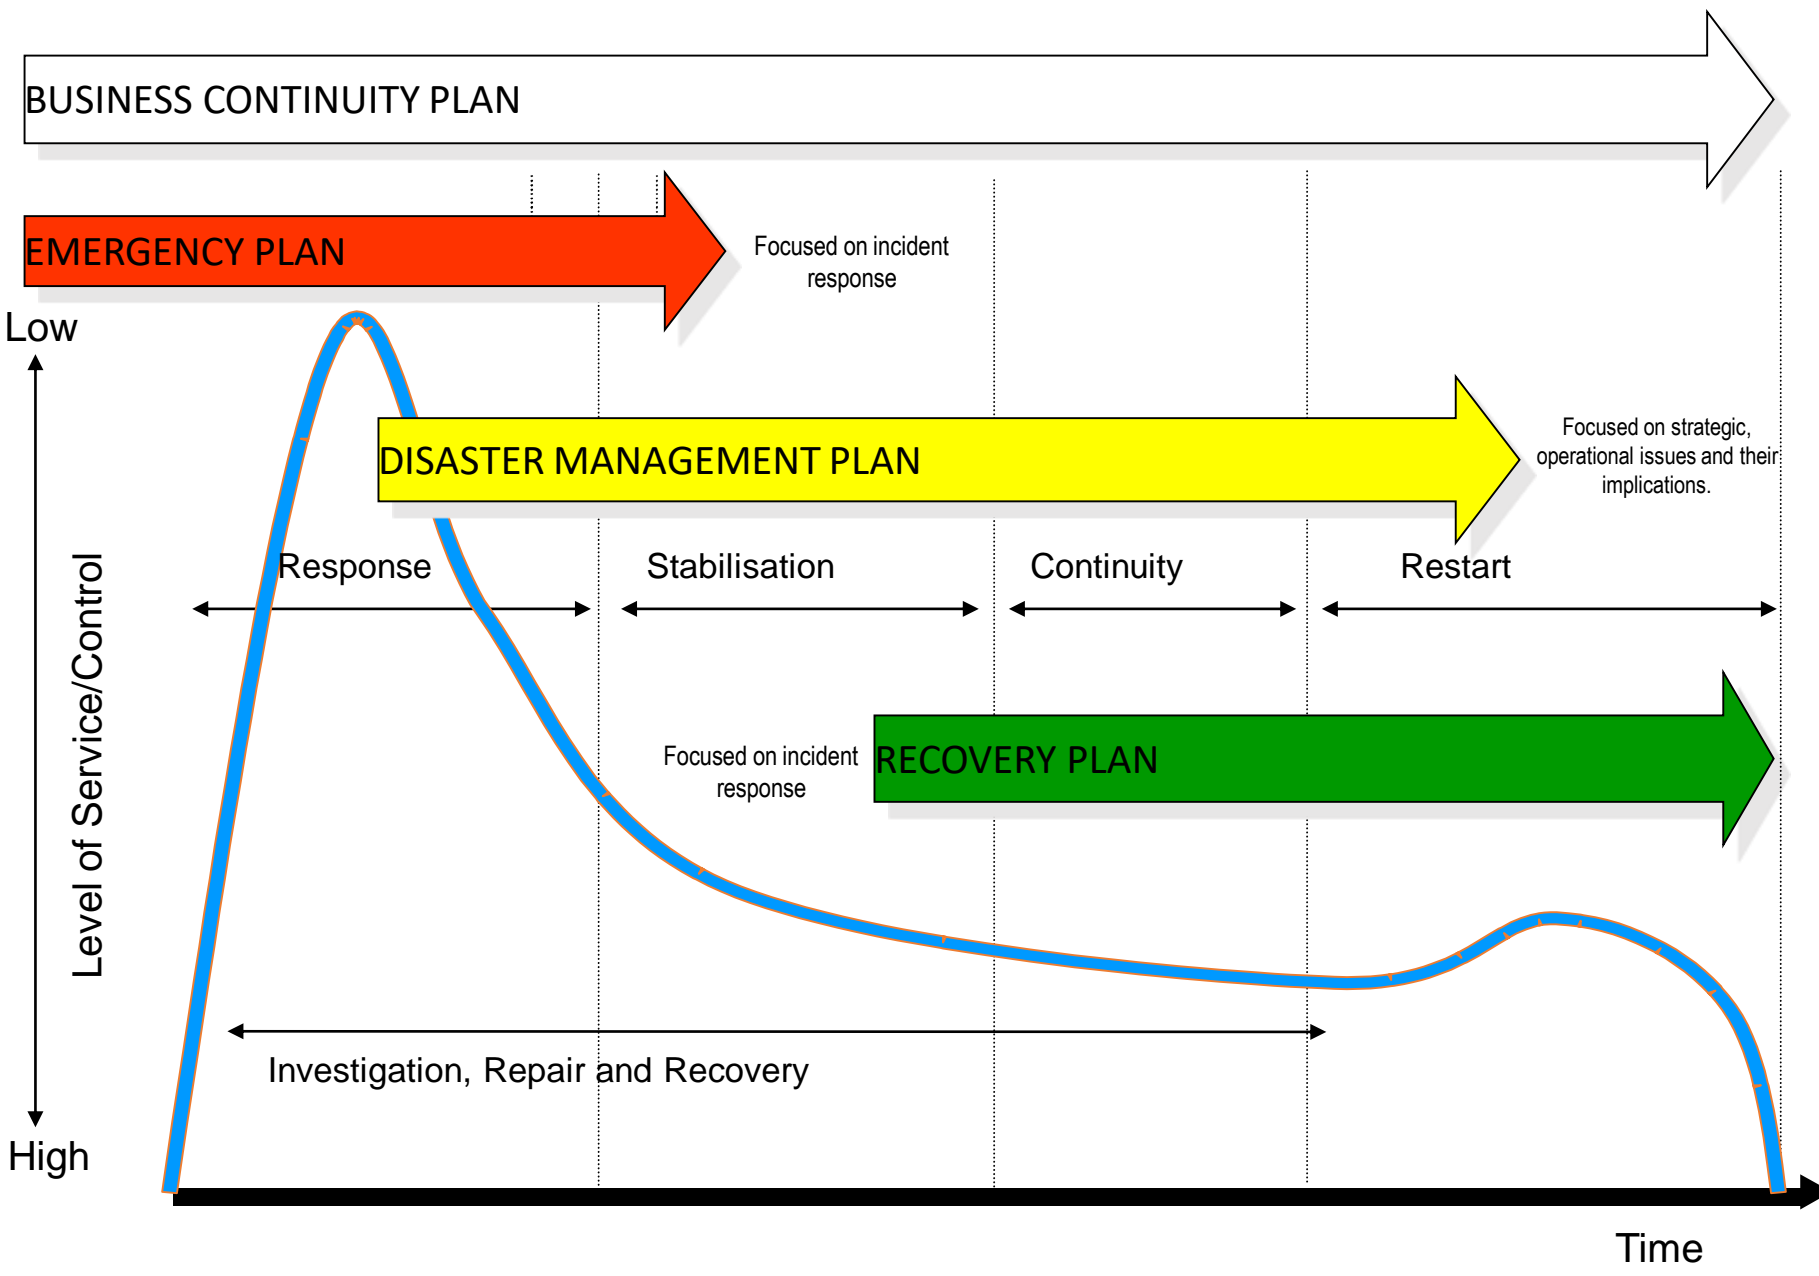 BUSINESS CONTINUITY PLAN
EMERGENCY PLAN
Focused on incident
response
Low
DISASTER MANAGEMENT PLAN
Focused on strategic,
operational issues and their
implications.
Response
Stabilisation
Continuity
Restart
Level of Service/Control
Focused on incident
response
RECOVERY PLAN
Investigation, Repair and Recovery
High
Time